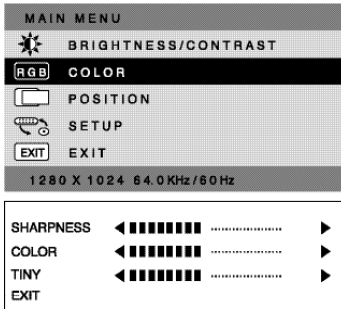 MAIN MENU
BRIGHTNESS/CONTRAST
RGB COLOR
POSITION
SETUP
EXIT EXIT
1280 X 1024 64.0KHz/60Hz
SHARPNESS
COLOR
TINY
EXIT